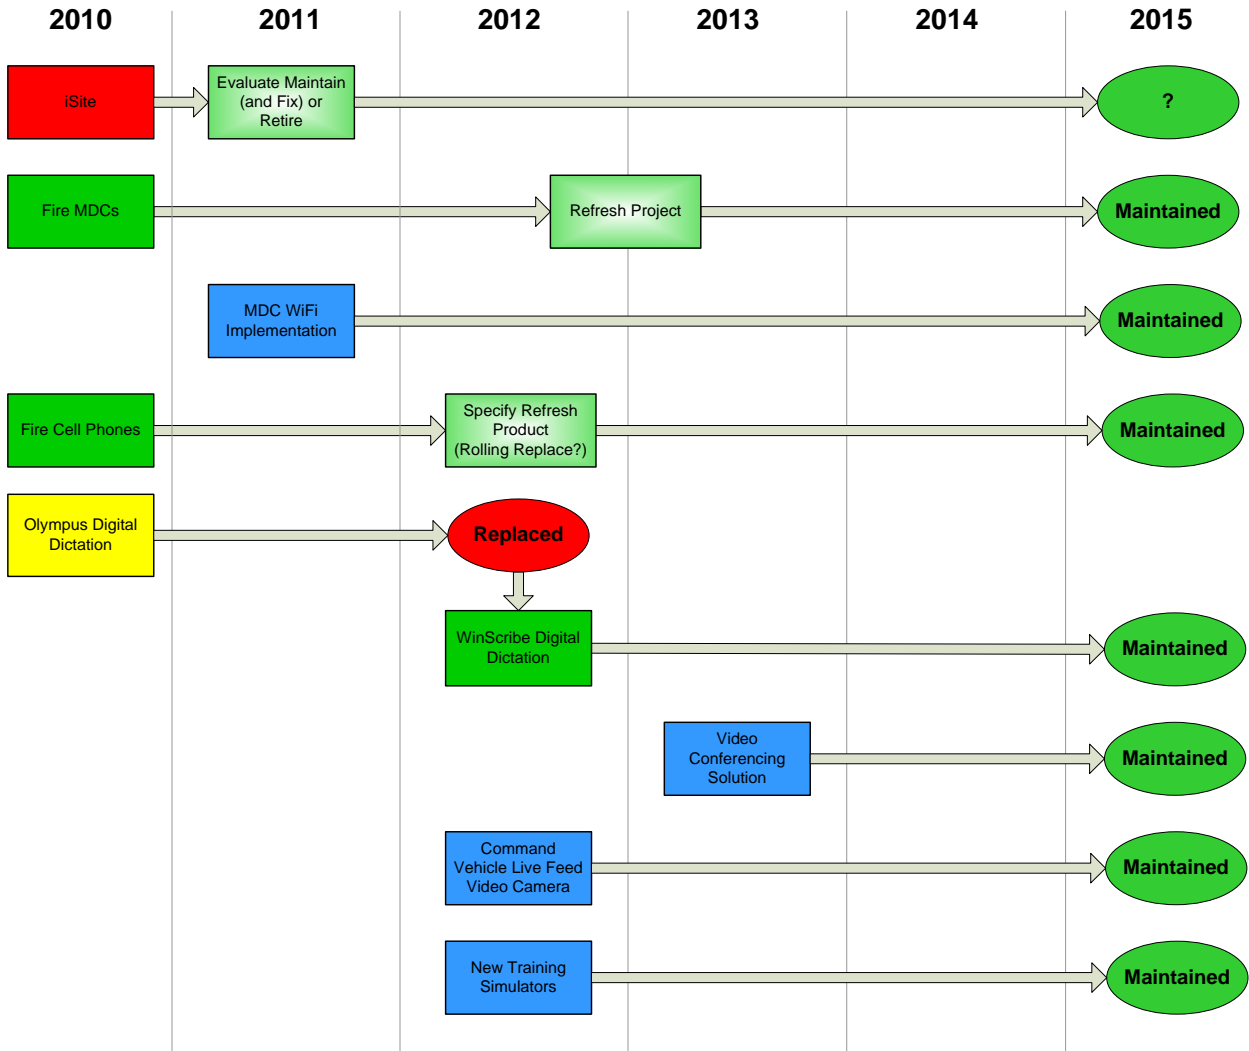 2010 2011 2012 2013 2014 2015
iSite
Evaluate Maintain
(and Fix) or
Retire
?
Fire MDCs
Refresh Project
Maintained
MDC WiFi
Implementation
Maintained
Fire Cell Phones
Specify Refresh
Product
(Rolling Replace?)
Maintained
Olympus Digital
Dictation
Replaced
WinScribe Digital
Dictation
Maintained
Video
Conferencing
Solution
Maintained
Command
Vehicle Live Feed
Video Camera
Maintained
New Training
Simulators
Maintained